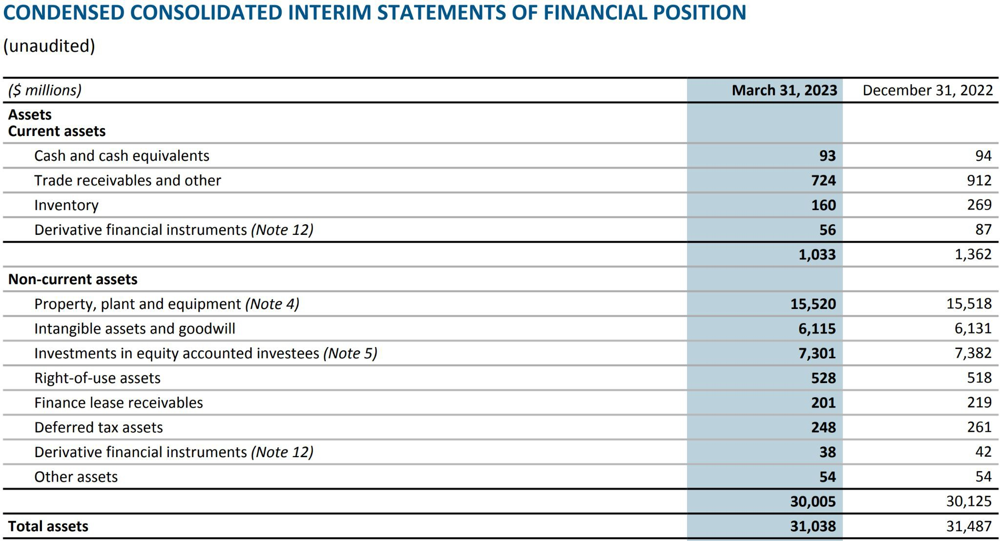 CONDENSED CONSOLIDATED INTERIM STATEMENTS OF FINANCIAL POSITION
(unaudited)
($ millions) March 31, 2023 December 31, 2022
Assets
Current assets
Cash and cash equivalents 93 94
Trade receivables and other 724 912
Inventory 160 269
Derivative financial instruments (Note 12) 56 87
1,033 1,362
Non-current assets
Property, plant and equipment (Note 4) 15,520 15,518
Intangible assets and goodwill 6,115 6,131
Investments in equity accounted investees (Note 5) 7,301 7,382
Right-of-use assets 528 518
Finance lease receivables 201 219
Deferred tax assets 248 261
Derivative financial instruments (Note 12) 38 42
Other assets 54 54
30,005 30,125
Total assets 31,038 31,487